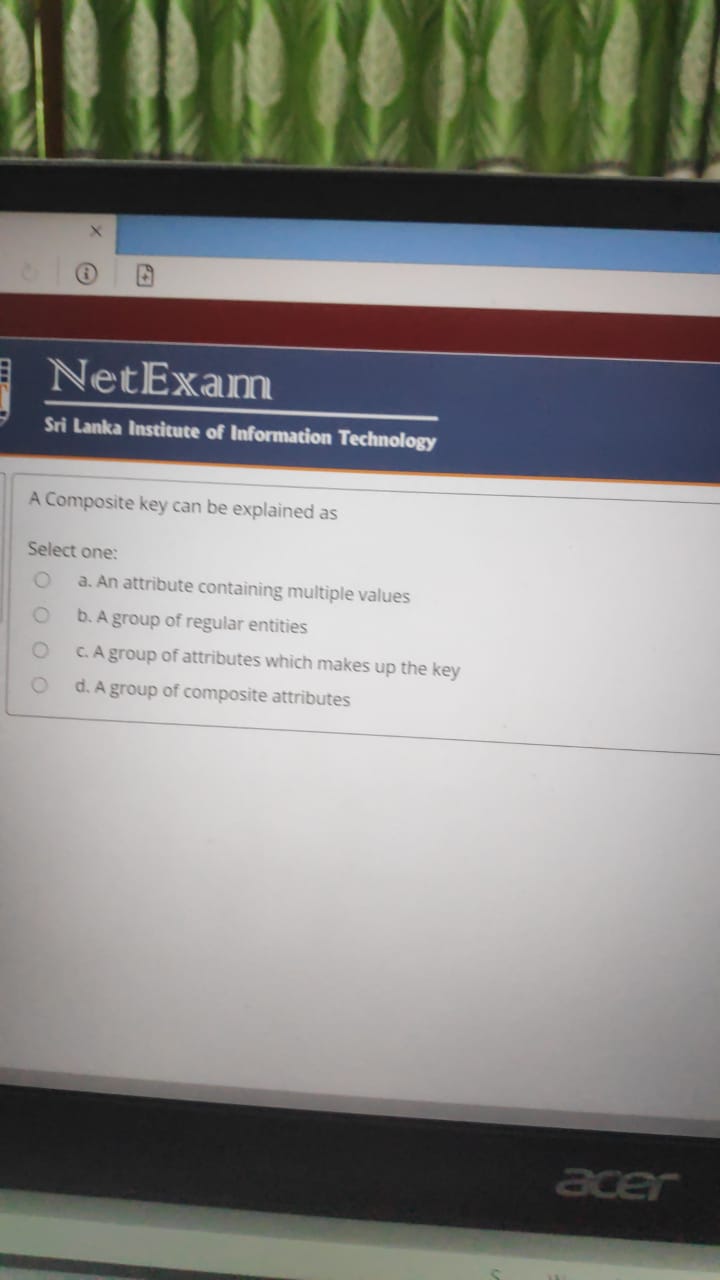 NetExam
Sri Lanka Institute of Information Technology
A Composite key can be explained as
Select one:
a. An attribute containing multiple values
b. A group of regular entities
c. A group of attributes which makes up the key
d. A group of composite attributes
acer